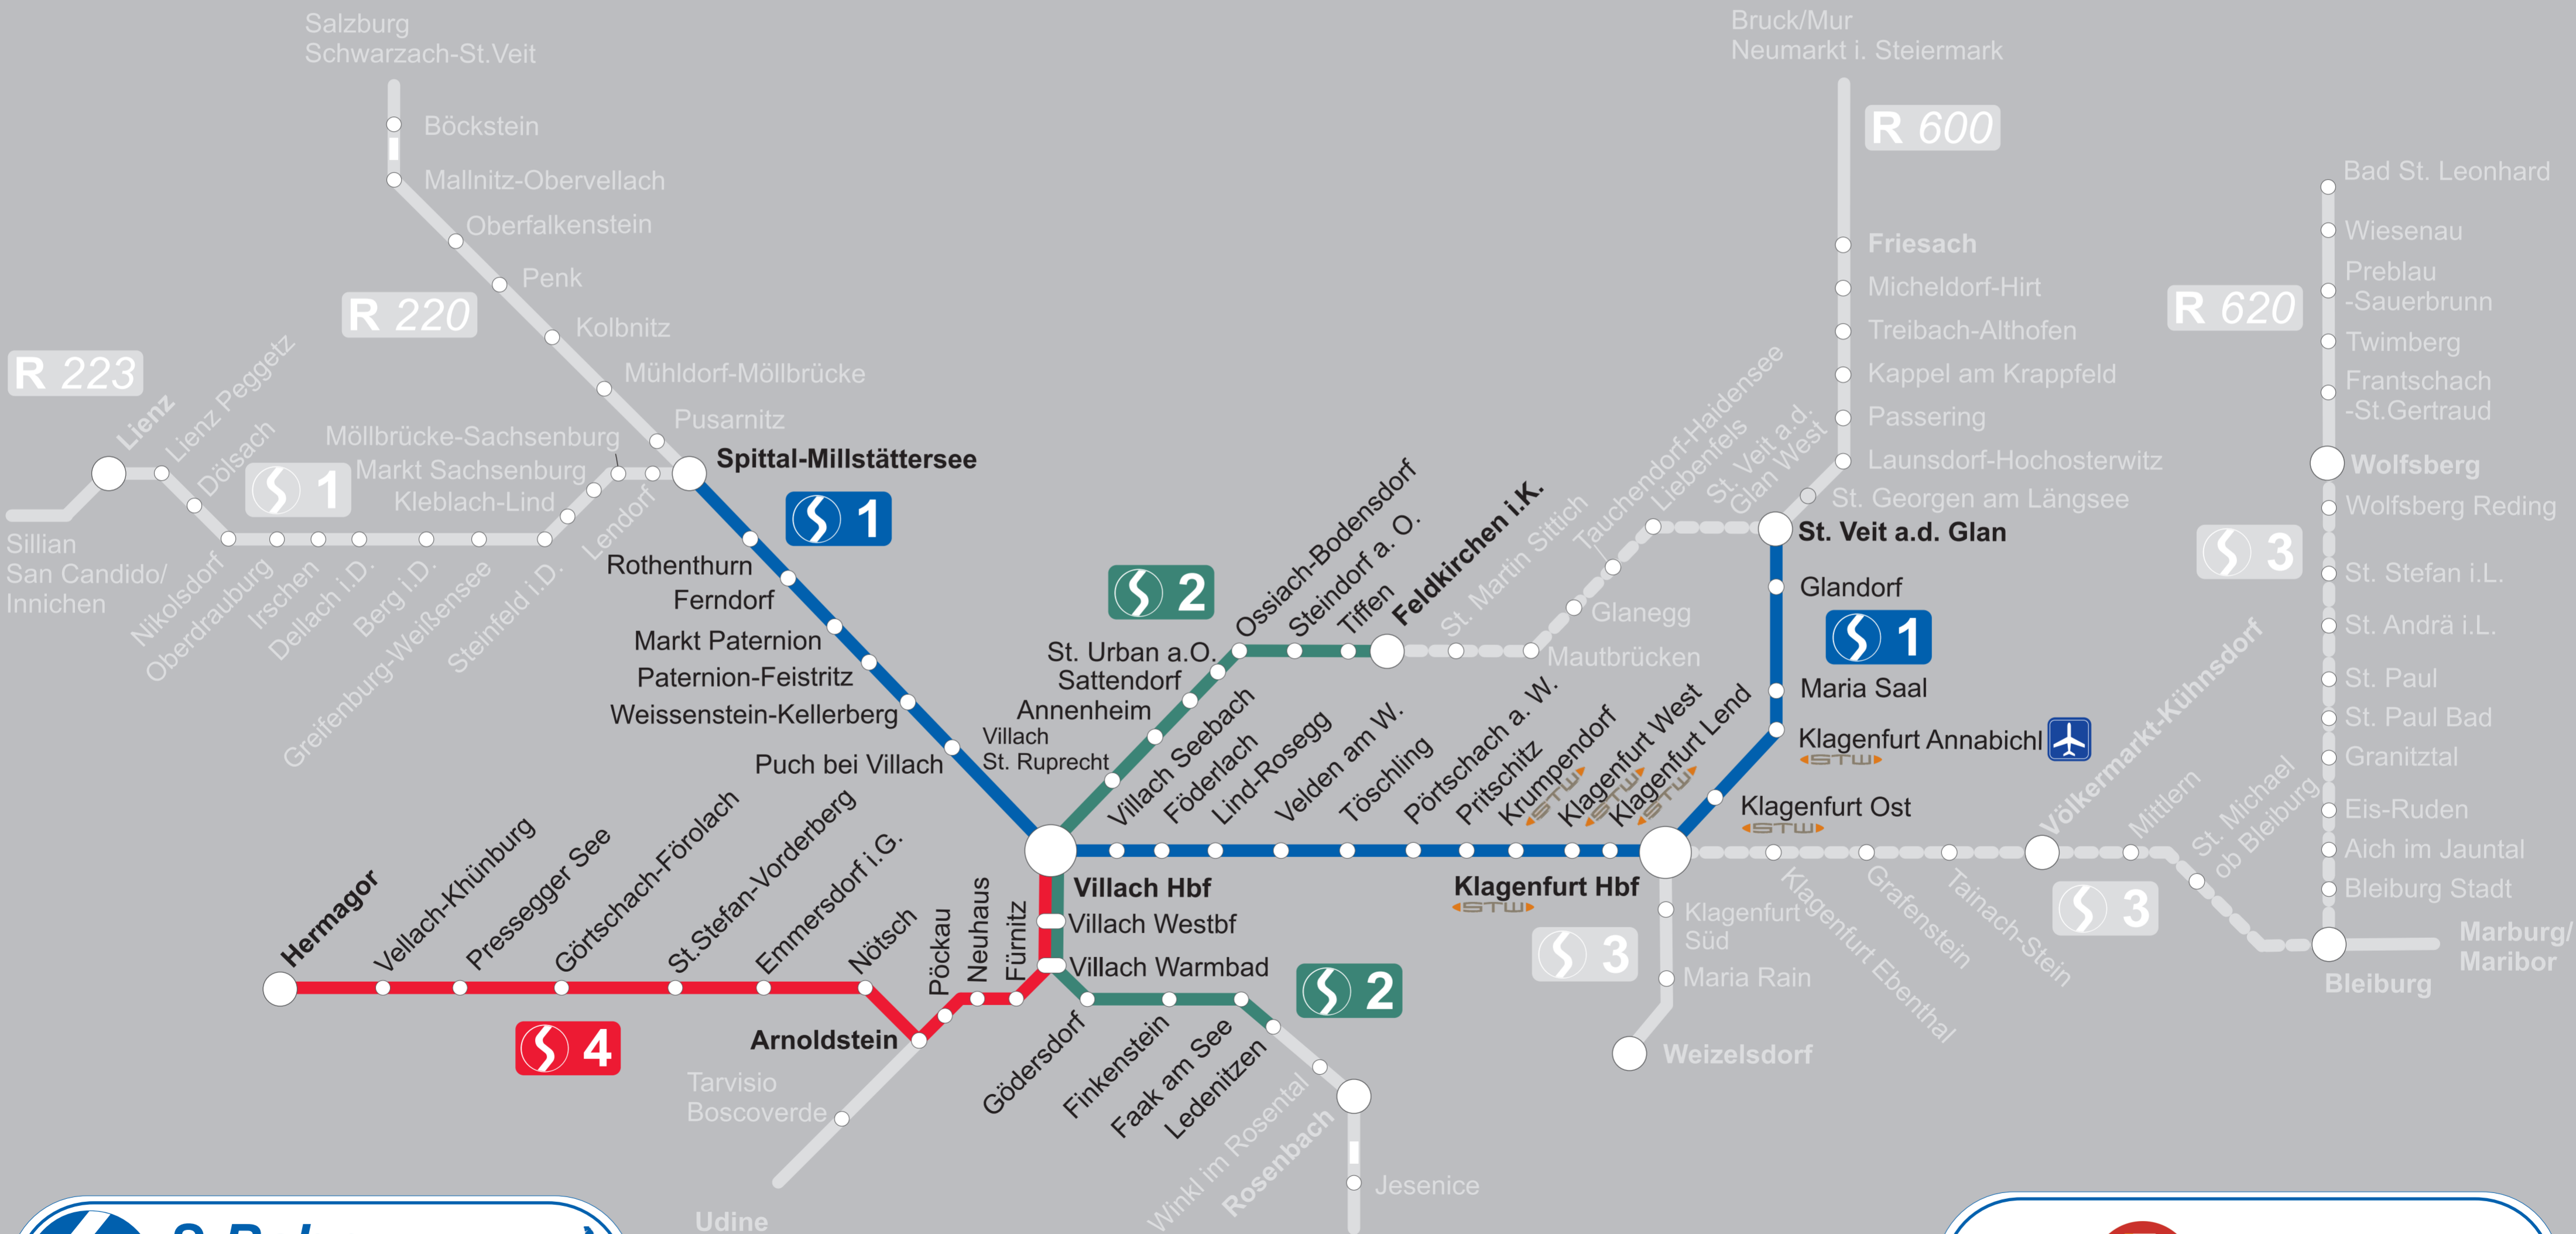 Salzburg
Schwarzach-St.Veit
Böckstein
Mallnitz-Obervellach
Oberfalkenstein
Penk
R 220
Kolbnitz
Mühldorf-Möllbrücke
Pusarnitz
R 223
Lienz
Lienz Peggetz
Dölsach
S 1
Möllbrücke-Sachsenburg
Markt Sachsenburg
Kleblach-Lind
Lendorf
Sillian
San Candido/
Innichen
Nikolsdorf
Oberdrauburg
Irschen
Dellach i.D.
Berg i.D.
Greifenburg-Weißensee
Steinfeld i.D.
Spittal-Millstättersee
S 1
Rothenthurn
Ferndorf
Markt Paternion
Paternion-Feistritz
Weissenstein-Kellerberg
Puch bei Villach
S 2
Villach
St. Ruprecht
Annenheim
Sattendorf
St. Urban a.O.
Ossiach-Bodensdorf
Steindorf a. O.
Tiffen
Feldkirchen i.K.
St. Martin Sittich
Mautbrücken
Glanegg
Tauchendorf-Haidensee
Liebenfels
St. Veit a.d.
Glan West
Bruck/Mur
Neumarkt i. Steiermark
R 600
Friesach
Micheldorf-Hirt
Treibach-Althofen
Kappel am Krappfeld
Passering
Launsdorf-Hochosterwitz
St. Georgen am Längsee
St. Veit a.d. Glan
Glandorf
S 1
Maria Saal
Klagenfurt Annabichl
STW
Klagenfurt Ost
STW
Villach Hbf
Villach Seebach
Föderlach
Lind-Rosegg
Velden am W.
Töschling
Pörtschach a. W.
Pritschitz
Krumpendorf
STW
Klagenfurt West
STW
Klagenfurt Lend
STW
Klagenfurt Hbf
STW
Villach Westbf
Villach Warmbad
Hermagor
Vellach-Khünburg
Pressegger See
Görtschach-Förolach
St.Stefan-Vorderberg
Emmersdorf i.G.
Nötsch
S 4
Arnoldstein
Pöckau
Neuhaus
Fürnitz
Tarvisio
Boscoverde
Udine
S 2
Gödersdorf
Finkenstein
Faak am See
Ledenitzen
Winkl im Rosental
Rosenbach
Jesenice
S 3
Klagenfurt
Süd
Maria Rain
Weizelsdorf
Klagenfurt Ebenthal
Grafenstein
Tainach-Stein
Völkermarkt-Kühnsdorf
S 3
Mittlern
St. Michael
ob Bleiburg
R 620
Bad St. Leonhard
Wiesenau
Preblau
-Sauerbrunn
Twimberg
Frantschach
-St.Gertraud
Wolfsberg
Wolfsberg Reding
S 3
St. Stefan i.L.
St. Andrä i.L.
St. Paul
St. Paul Bad
Granitztal
Eis-Ruden
Aich im Jauntal
Bleiburg Stadt
Marburg/
Maribor
Bleiburg